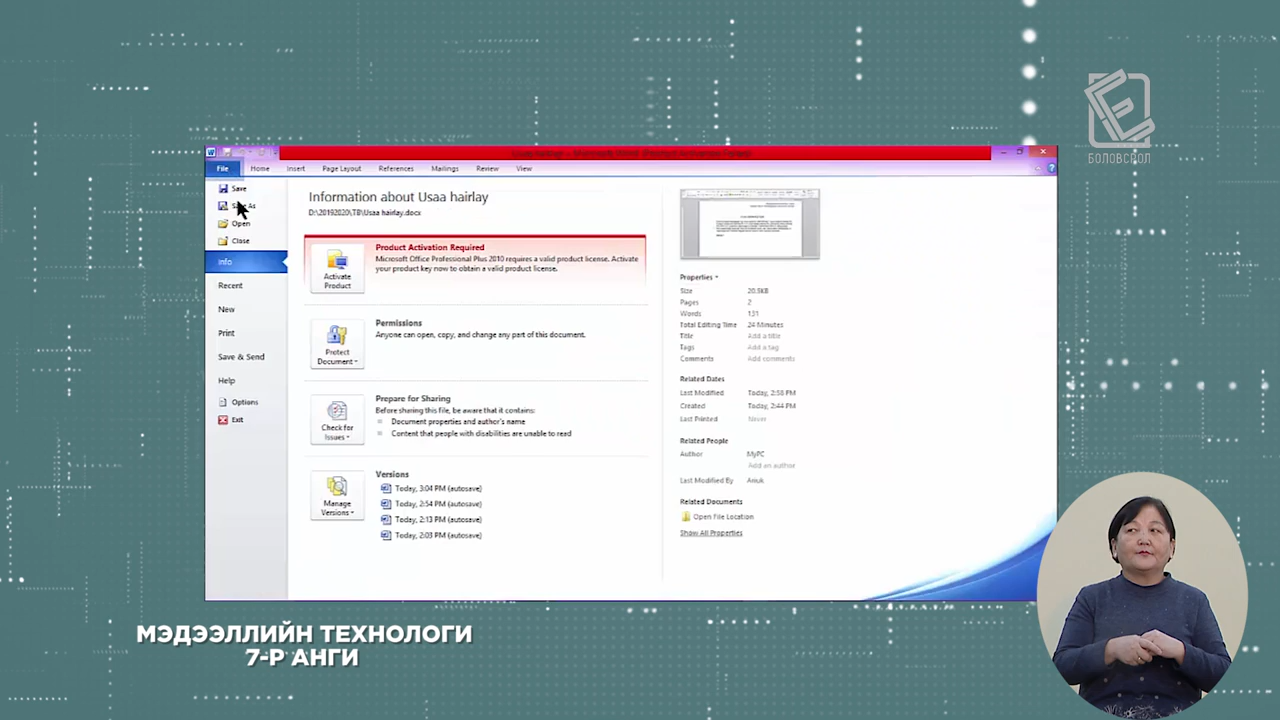 БОЛОВСРОЛ
File Home Insert Page Layout References Mailings Review View
Save
Open
Close
Info
Recent
New
Print
Save & Send
Help
Options
Exit
Information about Usaa hairlay
D:\20192020\TB\Usaa hairlay.docx
Activate Product
Product Activation Required
Microsoft Office Professional Plus 2010 requires a valid product license. Activate
your product key now to obtain a valid product license.
Protect
Document
Permissions
Anyone can open, copy, and change any part of this document.
Check for
Issues
Prepare for Sharing
Before sharing this file, be aware that it contains:
Document properties and author's name
Content that people with disabilities are unable to read
Manage
Versions
Versions
Today, 3:04 PM (autosave)
Today, 2:54 PM (autosave)
Today, 2:13 PM (autosave)
Today, 2:03 PM (autosave)
Properties
Size 20.9KB
Pages 2
Words 131
Total Editing Time 24 Minutes
Title Add a title
Tags Add a tag
Comments Add comments
Related Dates
Last Modified Today, 2:58 PM
Created Today, 2:44 PM
Last Printed Never
Related People
Author MyPC
Add an author
Last Modified By Anuk
Related Documents
Open File Location
Show All Properties
МЭДЭЭЛЛИЙН ТЕХНОЛОГИ
7-Р АНГИ